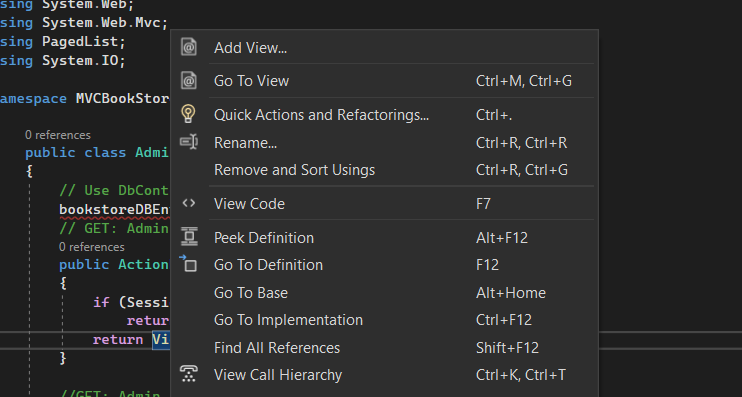 sing System.Web;
sing System.Web.Mvc;
sing PagedList;
sing System.IO;
amespace MVCBookStor
0 references
public class Admi
{
// Use DbCont
bookstoreDBEn
// GET: Admin
0 references
public Action
{
if (Sessi
retur
return Vi
}
//GET: Admin
Add View...
Go To View Ctrl+M, Ctrl+G
Quick Actions and Refactorings... Ctrl+.
Rename... Ctrl+R, Ctrl+R
Remove and Sort Usings Ctrl+R, Ctrl+G
View Code F7
Peek Definition Alt+F12
Go To Definition F12
Go To Base Alt+Home
Go To Implementation Ctrl+F12
Find All References Shift+F12
View Call Hierarchy Ctrl+K, Ctrl+T